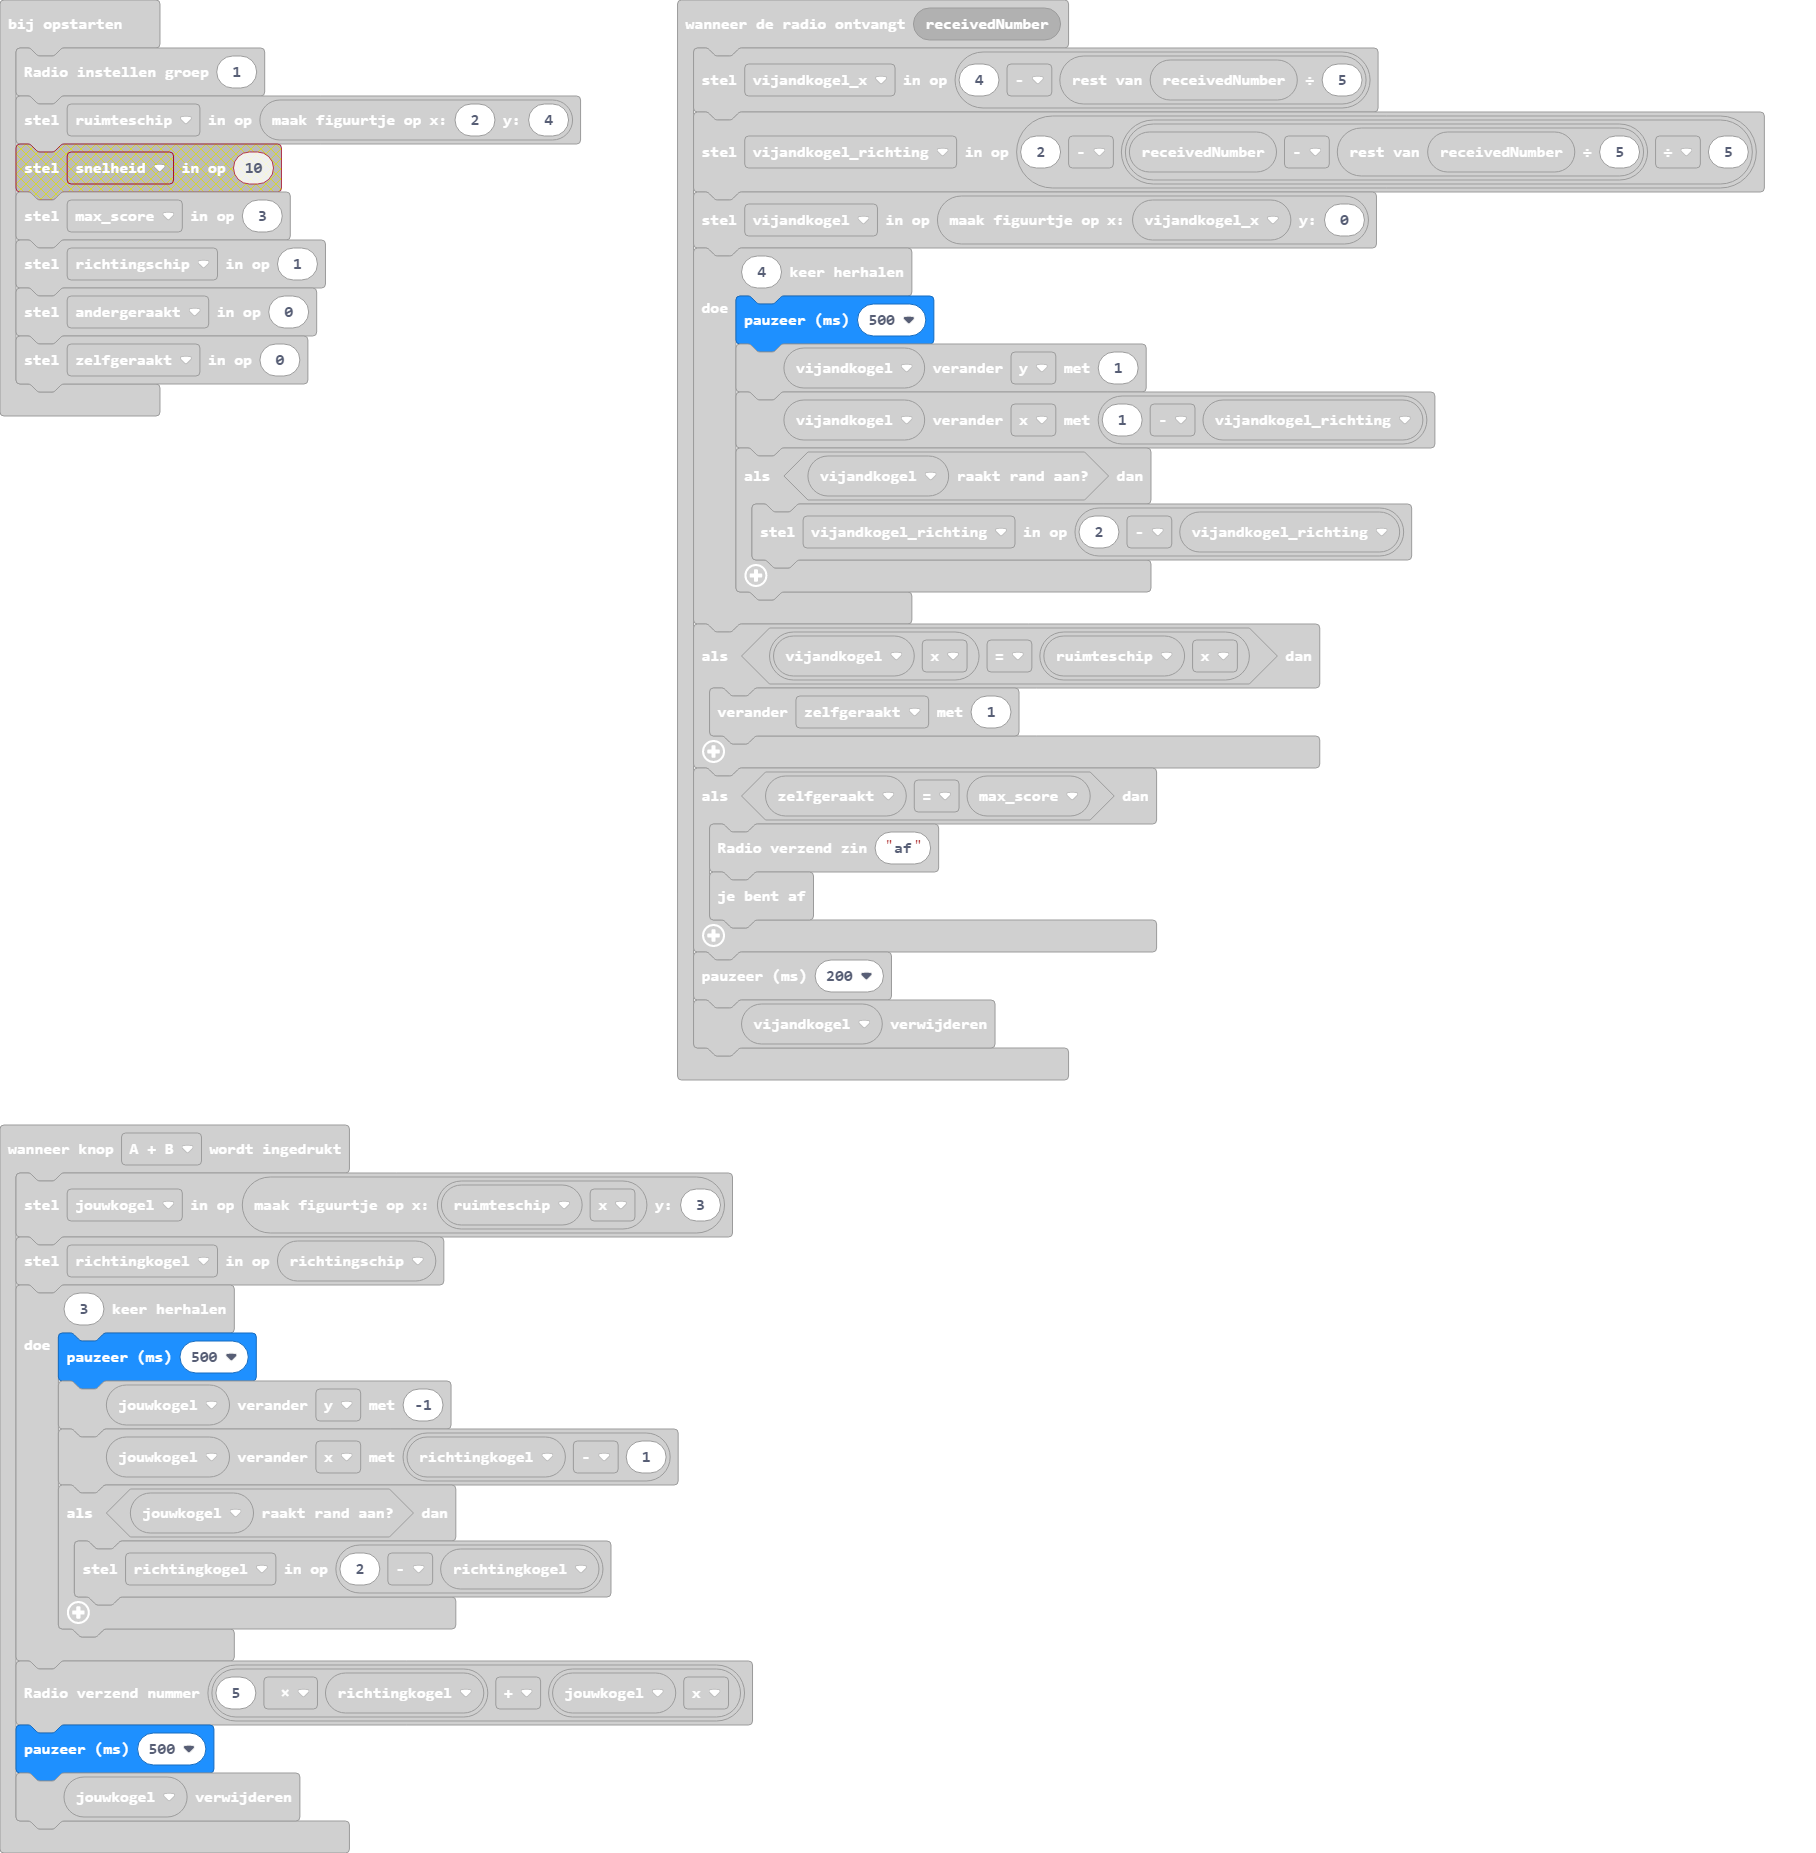 bij opstarten
Radio instellen groep 1
stel ruimteschip in op maak figuurtje op x: 2 y: 4
stel snelheid in op 10
stel max_score in op 3
stel richtingschip in op 1
stel andergeraakt in op 0
stel zelfgeraakt in op 0
wanneer de radio ontvangt receivedNumber
stel vijandkogel_x in op 4 - rest van receivedNumber ÷ 5
stel vijandkogel_richting in op 2 - receivedNumber - rest van receivedNumber ÷ 5 ÷ 5
stel vijandkogel in op maak figuurtje op x: vijandkogel_x y: 0
4 keer herhalen
doe
pauzeer (ms) 500
vijandkogel verander y met 1
vijandkogel verander x met 1 - vijandkogel_richting
als vijandkogel raakt rand aan? dan
stel vijandkogel_richting in op 2 - vijandkogel_richting
als vijandkogel x = ruimteschip x dan
verander zelfgeraakt met 1
als zelfgeraakt = max_score dan
Radio verzend zin "af"
je bent af
pauzeer (ms) 200
vijandkogel verwijderen
wanneer knop A + B wordt ingedrukt
stel jouwkogel in op maak figuurtje op x: ruimteschip x y: 3
stel richtingkogel in op richtingschip
3 keer herhalen
doe
pauzeer (ms) 500
jouwkogel verander y met -1
jouwkogel verander x met richtingkogel - 1
als jouwkogel raakt rand aan? dan
stel richtingkogel in op 2 - richtingkogel
Radio verzend nummer 5 × richtingkogel + jouwkogel x
pauzeer (ms) 500
jouwkogel verwijderen